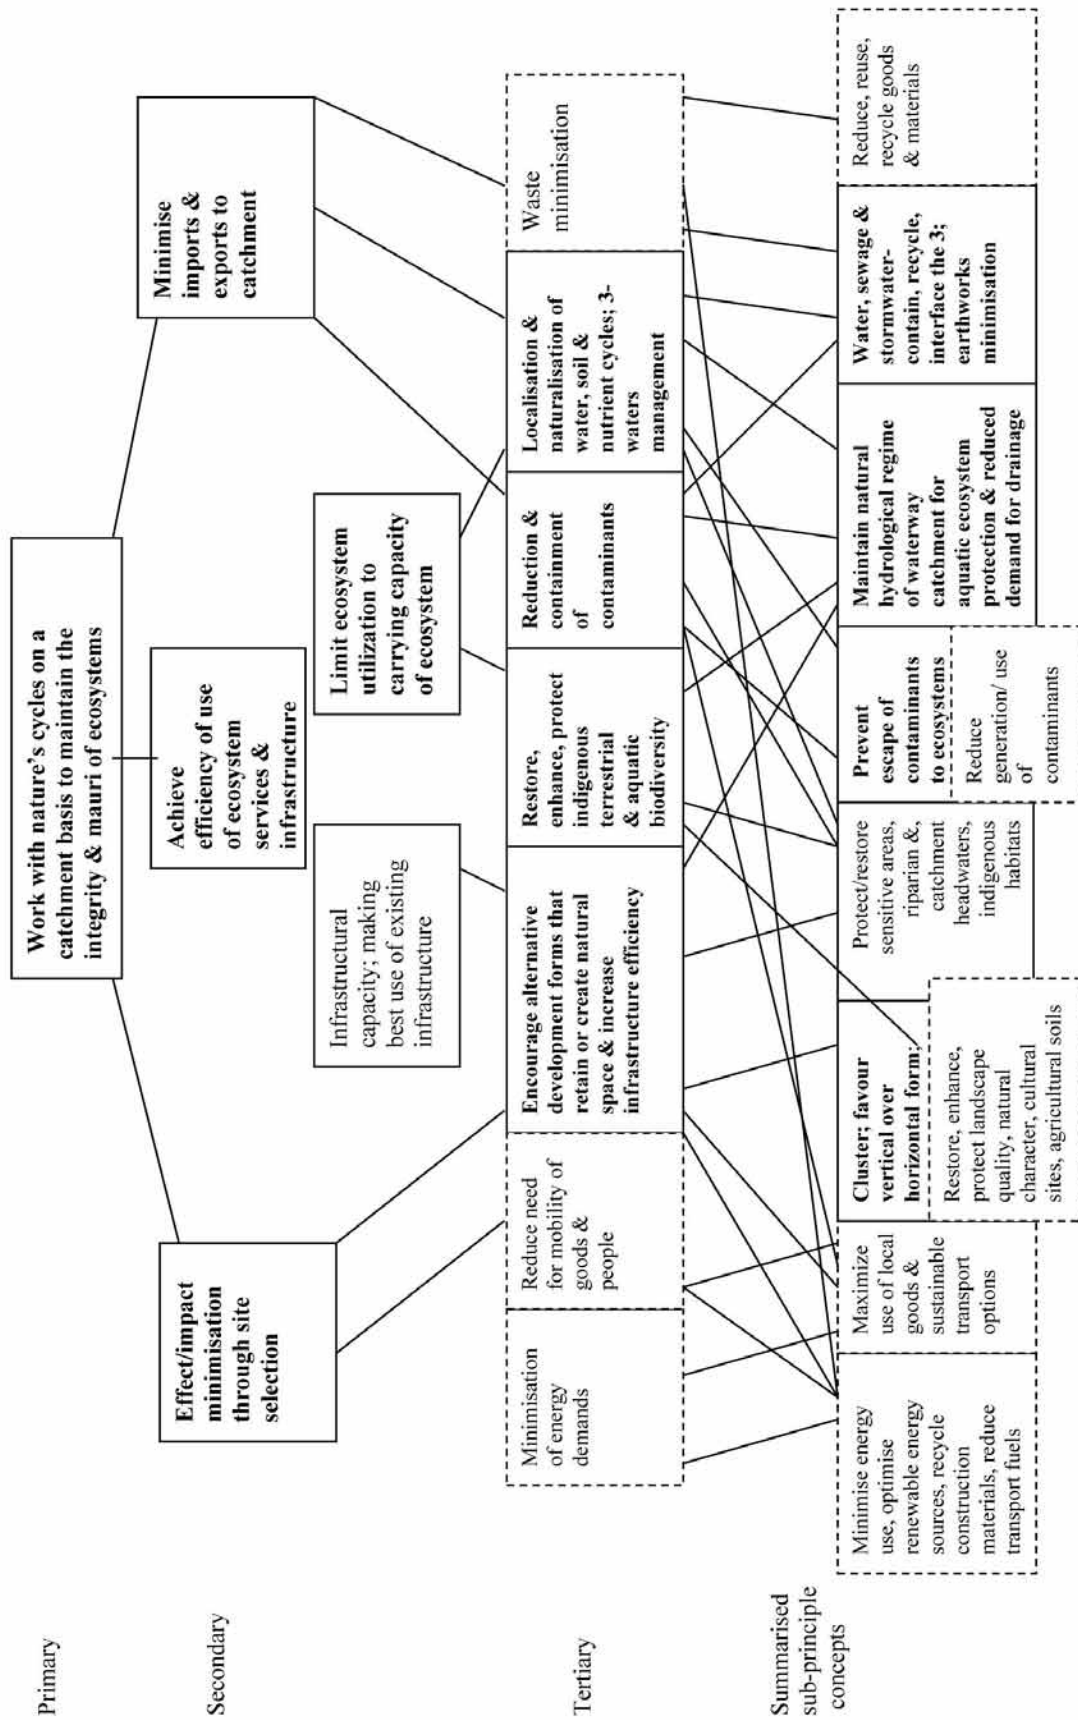 Primary
Work with nature's cycles on a
catchment basis to maintain the
integrity & mauri of ecosystems
Secondary
Effect/impact
minimisation
through site
selection
Achieve
efficiency of use
of ecosystem
services &
infrastructure
Minimise
imports &
exports to
catchment
Infrastructural
capacity; making
best use of existing
infrastructure
Limit ecosystem
utilization to
carrying capacity
of ecosystem
Tertiary
Minimisation
of energy
demands
Reduce need
for mobility of
goods &
people
Encourage alternative
development forms that
retain or create natural
space & increase
infrastructure efficiency
Restore,
enhance, protect
indigenous
terrestrial
& aquatic
biodiversity
Reduction &
containment
of
contaminants
Localisation &
naturalisation of
water, soil &
nutrient cycles; 3-
waters
management
Waste
minimisation
Summarised
sub-principle
concepts
Minimise energy
use, optimise
renewable energy
sources, recycle
construction
materials, reduce
transport fuels
Maximize
use of local
goods &
sustainable
transport
options
Cluster; favour
vertical over
horizontal form;
Restore, enhance,
protect landscape
quality, natural
character, cultural
sites, agricultural soils
Protect/restore
sensitive areas,
riparian &,
catchment
headwaters,
indigenous
habitats
Prevent
escape of
contaminants
to ecosystems
Reduce
generation/ use
of
contaminants
Maintain natural
hydrological regime
of waterway
catchment for
aquatic ecosystem
protection & reduced
demand for drainage
Water, sewage &
stormwater-
contain, recycle,
interface the 3;
earthworks
minimisation
Reduce, reuse,
recycle goods
& materials